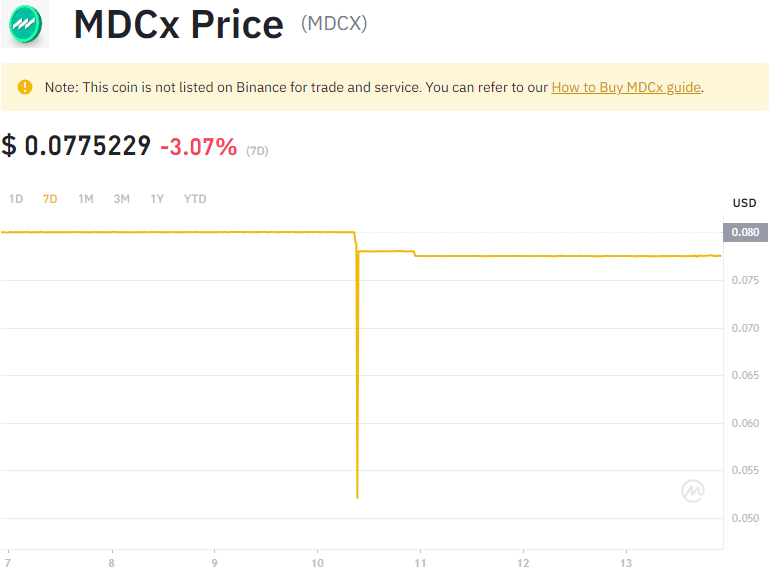 MDCx Price (MDCX)
Note: This coin is not listed on Binance for trade and service. You can refer to our How to Buy MDCx guide.
$ 0.0775229 -3.07% (7D)
1D 7D 1M 3M 1Y YTD
USD
0.080
0.075
0.070
0.065
0.060
0.055
0.050
7 8 9 10 11 12 13